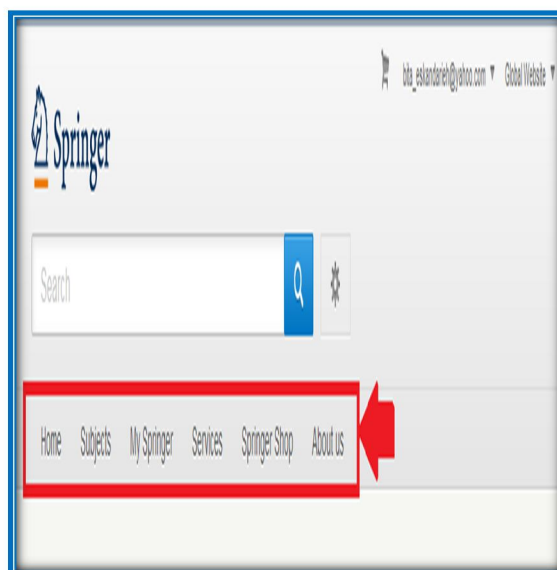 bita_eskandarieh@yahoo.com Global Website
Springer
Search
Home Subjects My Springer Services Springer Shop About us